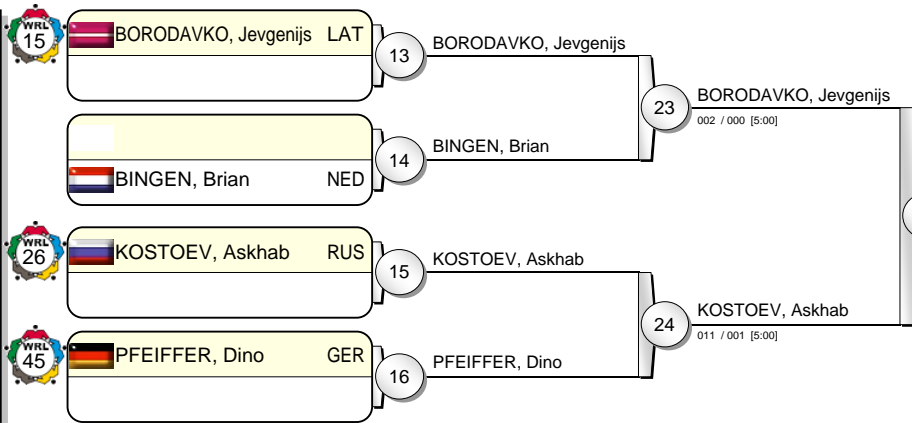 WRL
15
BORODAVKO, Jevgenijs LAT
13
BORODAVKO, Jevgenijs
23
BORODAVKO, Jevgenijs
002 / 000 [5:00]
14
BINGEN, Brian
BINGEN, Brian NED
WRL
26
KOSTOEV, Askhab RUS
15
KOSTOEV, Askhab
24
KOSTOEV, Askhab
011 / 001 [5:00]
WRL
45
PFEIFFER, Dino GER
16
PFEIFFER, Dino